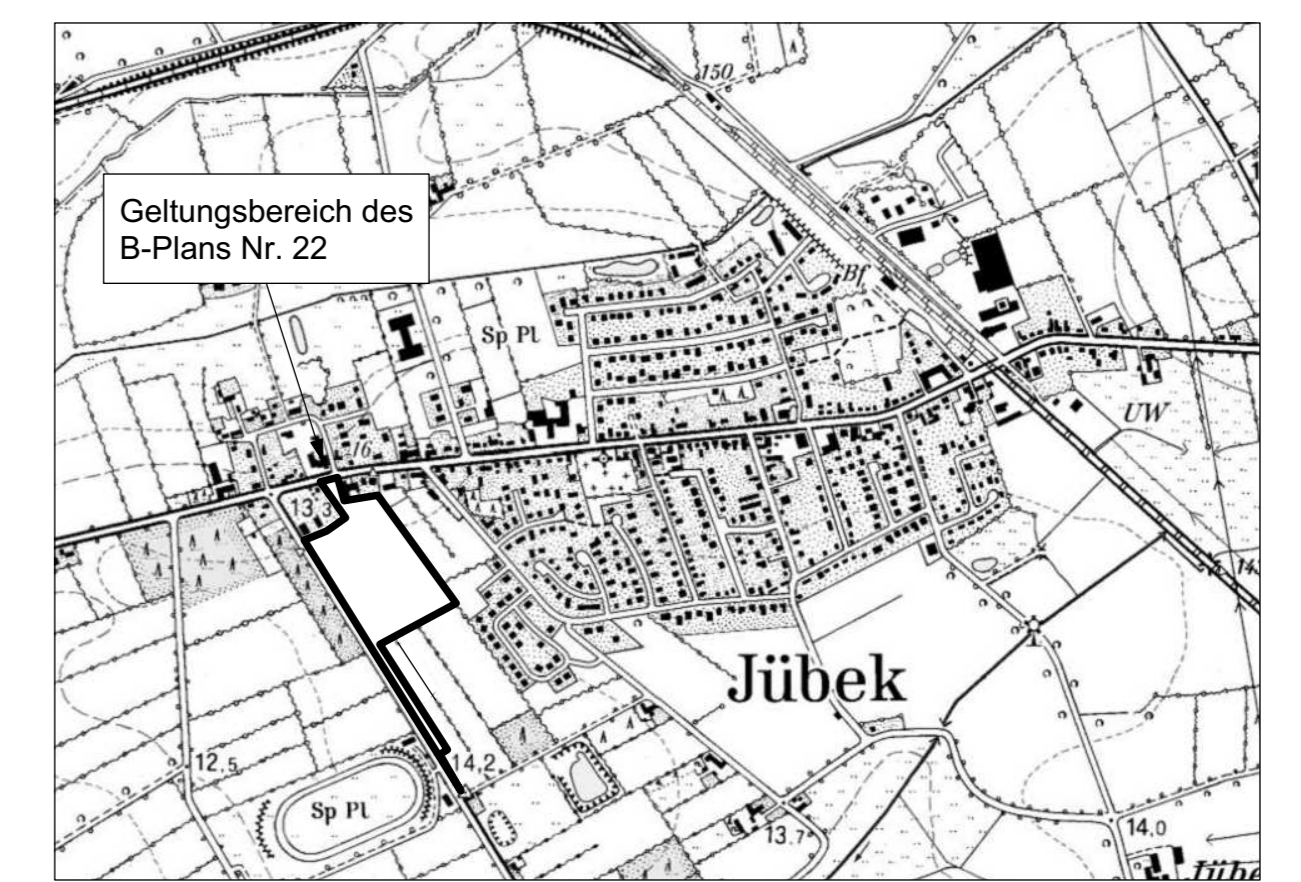 150
Geltungsbereich des
B-Plans Nr. 22
Bf
Sp Pl
UW
13,3
Jübek
12,5
14,2
Sp Pl
13.7
14,0